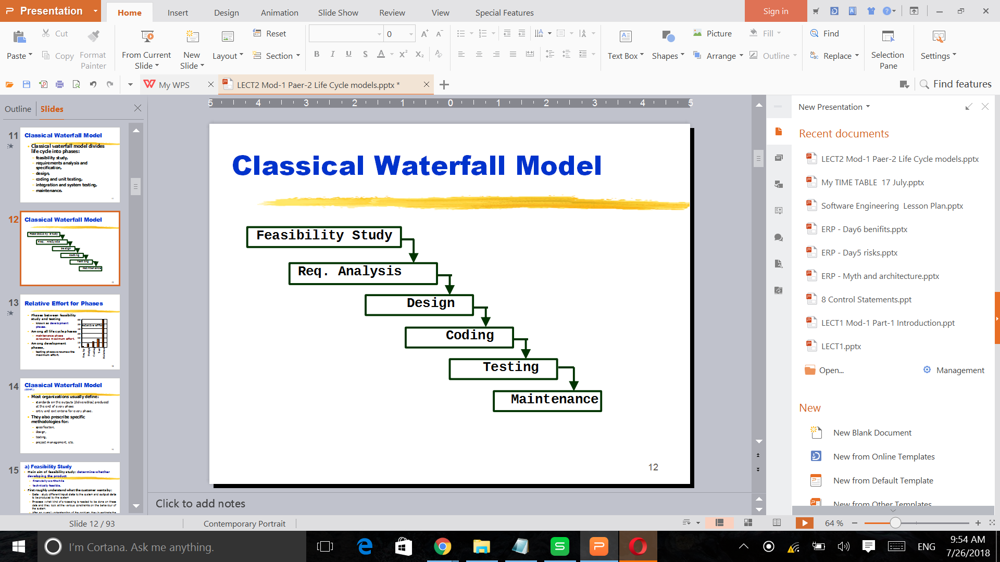 Presentation
Home
Insert
Design
Animation
Slide Show
Review
View
Special Features
Sign in
Paste
Cut
Copy
Format
Painter
From Current
Slide
New
Slide
Layout
Reset
Section
0
Text Box
Shapes
Picture
Arrange
Fill
Outline
Find
Replace
Selection
Pane
Settings
My WPS
LECT2 Mod-1 Paer-2 Life Cycle models.pptx *
Find features
Outline
Slides
5 4 3 2 1 0 1 2 3 4 5
11
Classical Waterfall Model
Classical waterfall model divides
life cycle into phases:
feasibility study,
requirements analysis and
specification,
design,
coding and unit testing,
integration and system testing,
maintenance.
12
Classical Waterfall Model
Feasibility Study
Req. Analysis
Design
Coding
Testing
Maintenance
13
Relative Effort for Phases
Phases between feasibility
study and testing
known as development
phases.
Among all life cycle phases
maintenance phase
consumes maximum effort.
Among development
phases,
testing phase consumes the
maximum effort.
14
Classical Waterfall Model
(CONT.)
Most organizations usually define:
standards on the outputs (deliverables) produced
at the end of every phase
entry and exit criteria for every phase.
They also prescribe specific
methodologies for:
specification,
design,
testing,
project management, etc.
15
a) Feasibility Study
Main aim of feasibility study: determine whether
developing the product
financially worthwhile
technically feasible.
First roughly understand what the customer wants by:
Data : study different input data to the system and output data
to be produced by the system
Process :what kind of processing is needed to be done on these
data and they look at the various constraints on the behaviour of
the system.
Classical Waterfall Model
Feasibility Study
Req. Analysis
Design
Coding
Testing
Maintenance
12
Click to add notes
New Presentation
Recent documents
LECT2 Mod-1 Paer-2 Life Cycle models.pptx
My TIME TABLE  17 July.pptx
Software Engineering  Lesson Plan.pptx
ERP - Day6 benifits.pptx
ERP - Day5 risks.pptx
ERP - Myth and architecture.pptx
8 Control Statements.ppt
LECT1 Mod-1 Part-1 Introduction.ppt
LECT1.pptx
Open...
Management
New
New Blank Document
New from Online Templates
New from Default Template
New from Other Templates
Slide 12 / 93
Contemporary Portrait
64 %
I'm Cortana. Ask me anything.
ENG
9:54 AM
7/26/2018